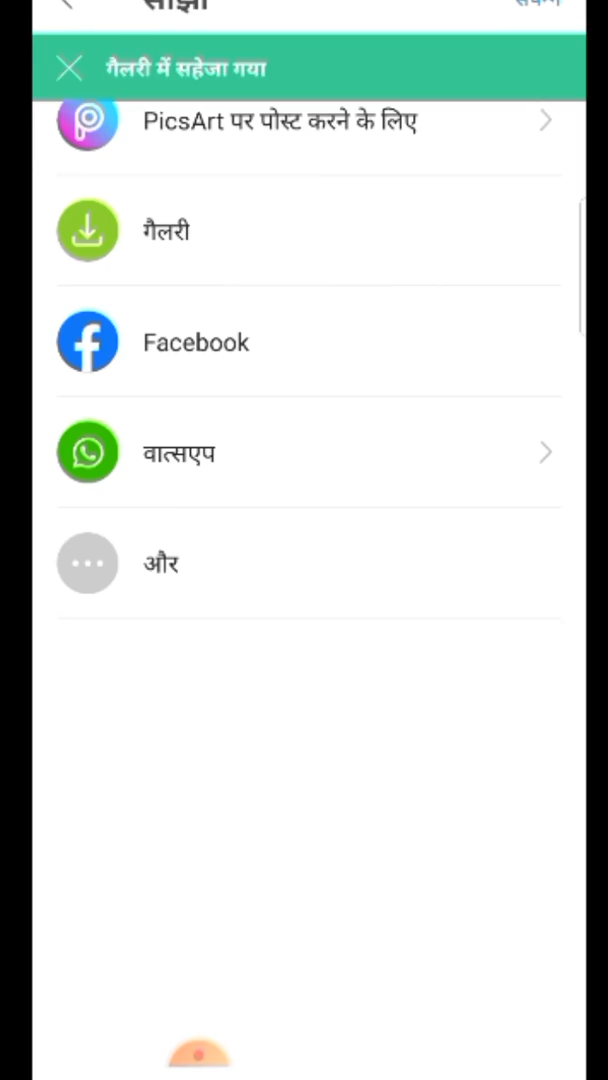 साझा
गैलरी में सहेजा गया
PicsArt पर पोस्ट करने के लिए
गैलरी
Facebook
वात्सएप
और